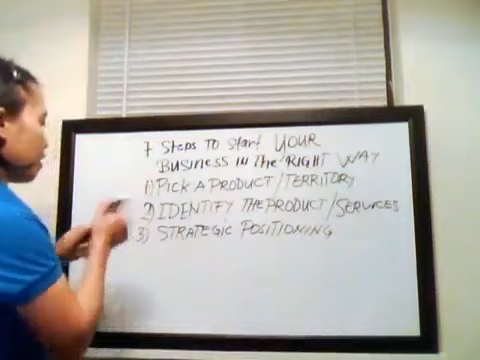 7 Steps To Start YOUR
BUSINESS IN The RIGHT WAY
1) PICK A PRODUCT/TERRITORY
2) IDENTIFY THE PRODUCT/SERVICES
3) STRATEGIC POSITIONING